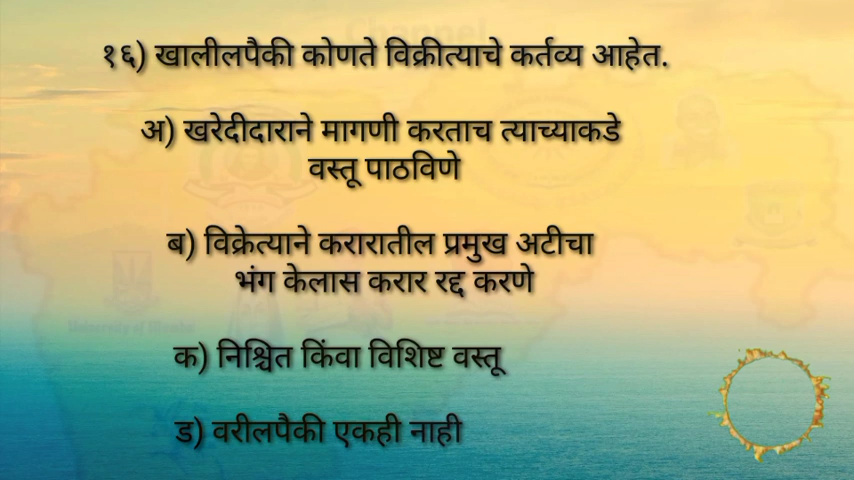 १६) खालीलपैकी कोणते विक्रीत्याचे कर्तव्य आहेत.
अ) खरेदीदाराने मागणी करताच त्याच्याकडे
वस्तू पाठविणे
ब) विक्रेत्याने करारातील प्रमुख अटीचा
भंग केलास करार रद्द करणे
क) निश्चित किंवा विशिष्ट वस्तू
ड) वरीलपैकी एकही नाही